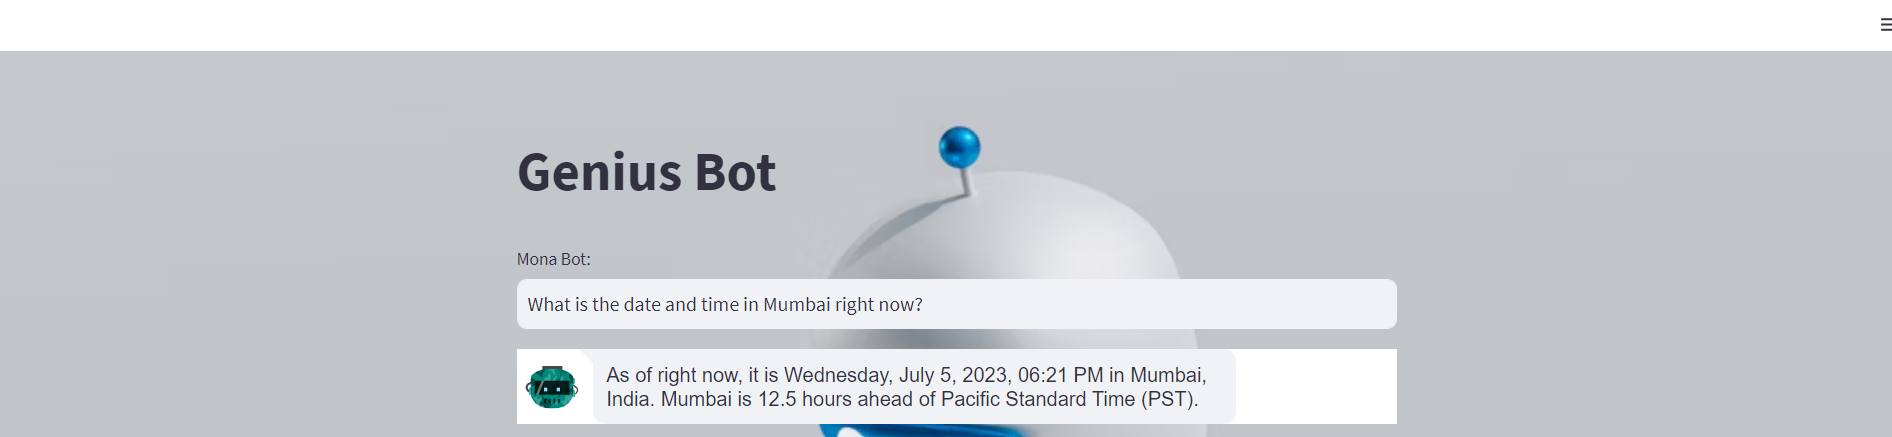 Genius Bot
Mona Bot:
What is the date and time in Mumbai right now?
As of right now, it is Wednesday, July 5, 2023, 06:21 PM in Mumbai,
India. Mumbai is 12.5 hours ahead of Pacific Standard Time (PST).